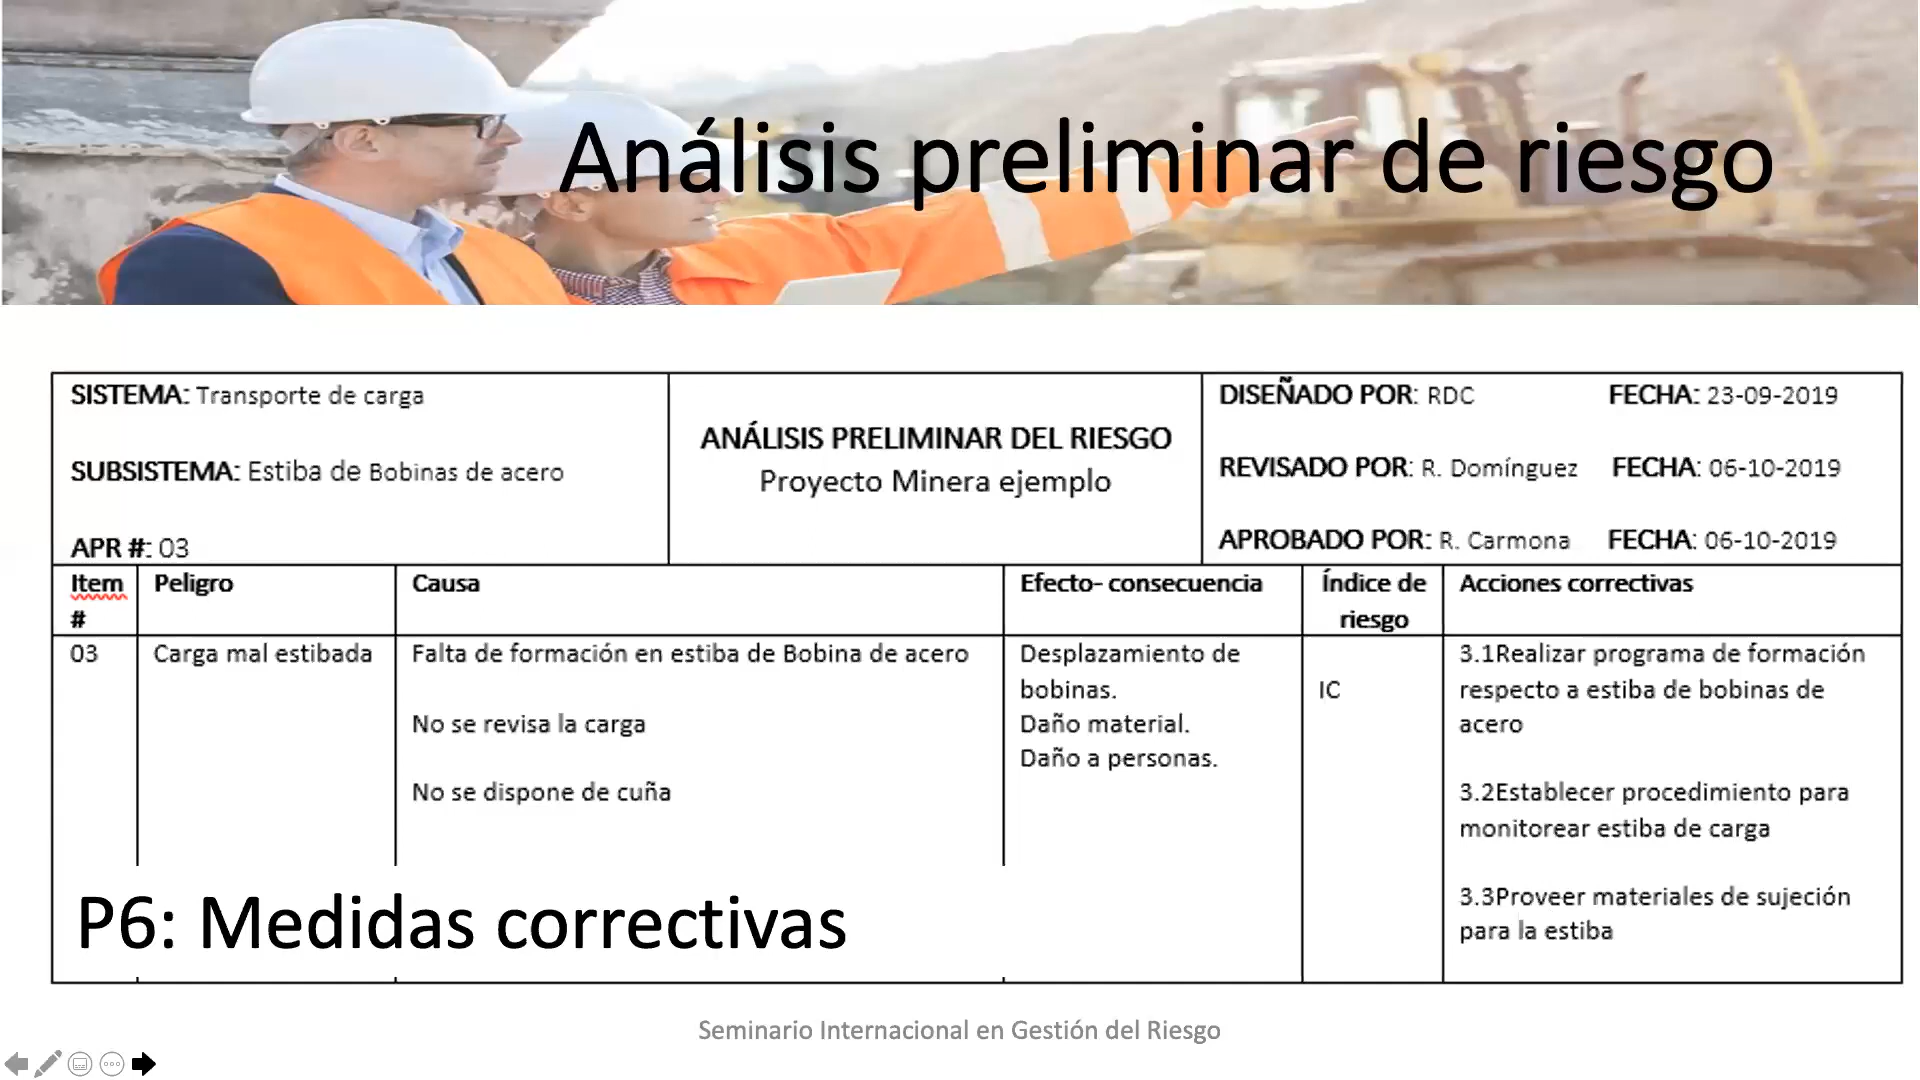 Análisis preliminar de riesgo
SISTEMA: Transporte de carga
SUBSISTEMA: Estiba de Bobinas de acero
APR #: 03
ANÁLISIS PRELIMINAR DEL RIESGO
Proyecto Minera ejemplo
DISEÑADO POR: RDC FECHA: 23-09-2019
REVISADO POR: R. Domínguez FECHA: 06-10-2019
APROBADO POR: R. Carmona FECHA: 06-10-2019
Item
#
Peligro
Causa
Efecto- consecuencia
Índice de
riesgo
Acciones correctivas
03
Carga mal estibada
Falta de formación en estiba de Bobina de acero
No se revisa la carga
No se dispone de cuña
Desplazamiento de
bobinas.
Daño material.
Daño a personas.
IC
3.1Realizar programa de formación
respecto a estiba de bobinas de
acero
3.2Establecer procedimiento para
monitorear estiba de carga
3.3Proveer materiales de sujeción
para la estiba
P6: Medidas correctivas
Seminario Internacional en Gestión del Riesgo